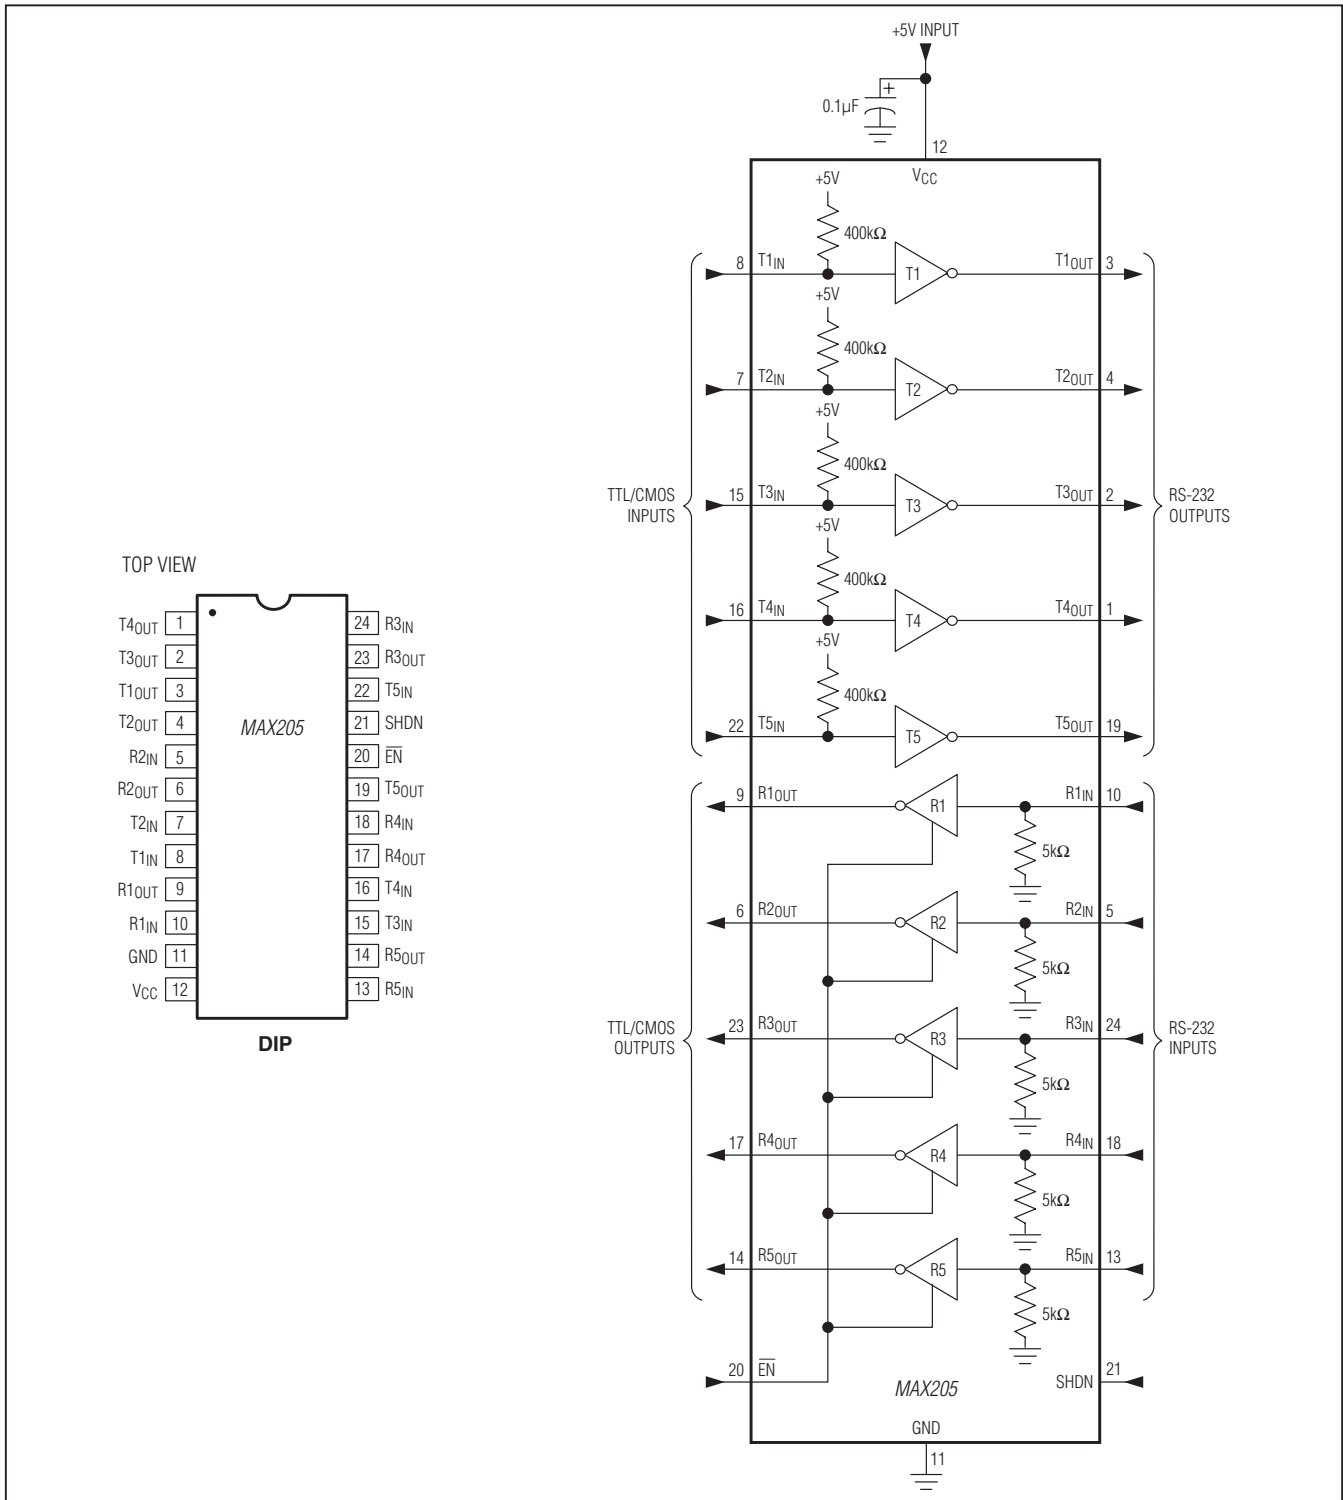 TOP VIEW
T4OUT 1
T3OUT 2
T1OUT 3
T2OUT 4
R2IN 5
R2OUT 6
T2IN 7
T1IN 8
R1OUT 9
R1IN 10
GND 11
VCC 12
MAX205
24 R3IN
23 R3OUT
22 T5IN
21 SHDN
20 E̅N̅
19 T5OUT
18 R4IN
17 R4OUT
16 T4IN
15 T3IN
14 R5OUT
13 R5IN
DIP
+5V INPUT
+
0.1µF
12
VCC
+5V
400kΩ
8 T1IN T1 T1OUT 3
+5V
400kΩ
7 T2IN T2 T2OUT 4
+5V
400kΩ
TTL/CMOS
INPUTS
15 T3IN T3 T3OUT 2
RS-232
OUTPUTS
+5V
400kΩ
16 T4IN T4 T4OUT 1
+5V
400kΩ
22 T5IN T5 T5OUT 19
9 R1OUT R1 R1IN 10
5kΩ
6 R2OUT R2 R2IN 5
5kΩ
TTL/CMOS
OUTPUTS
23 R3OUT R3 R3IN 24
RS-232
INPUTS
5kΩ
17 R4OUT R4 R4IN 18
5kΩ
14 R5OUT R5 R5IN 13
5kΩ
20 E̅N̅
SHDN 21
MAX205
GND
11